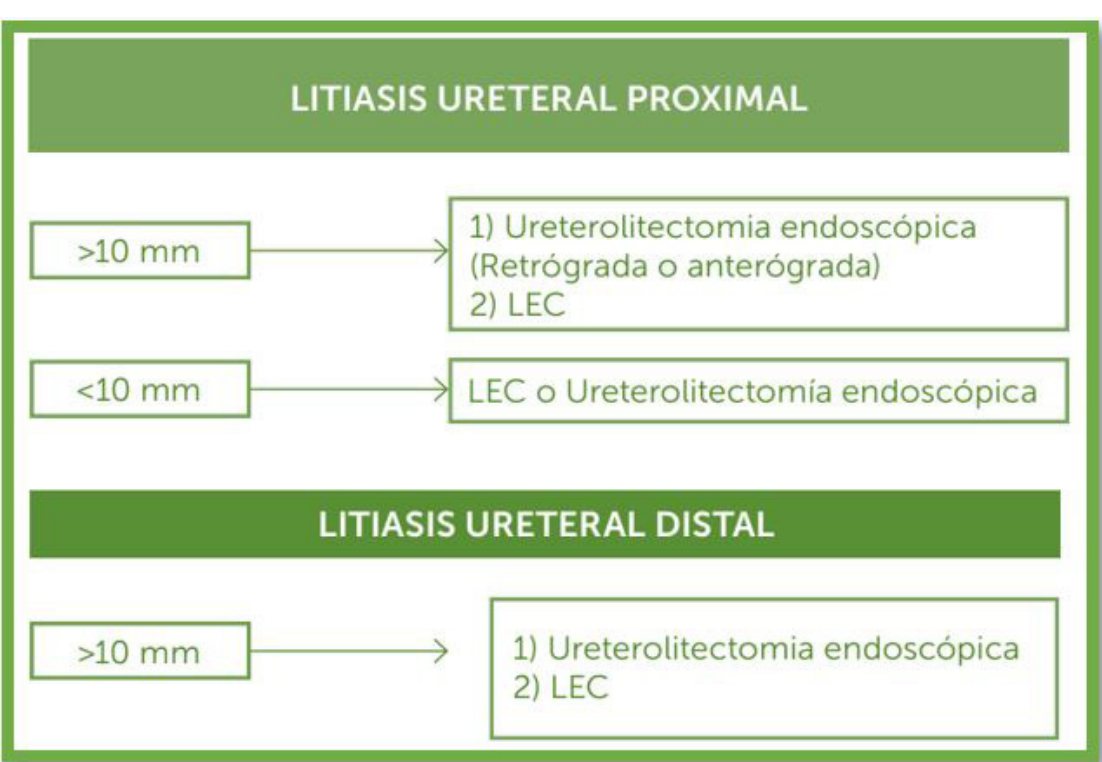 LITIASIS URETERAL PROXIMAL
>10 mm
1) Ureterolitectomia endoscópica
(Retrógrada o anterógrada)
2) LEC
<10 mm
LEC o Ureterolitectomía endoscópica
LITIASIS URETERAL DISTAL
>10 mm
1) Ureterolitectomia endoscópica
2) LEC